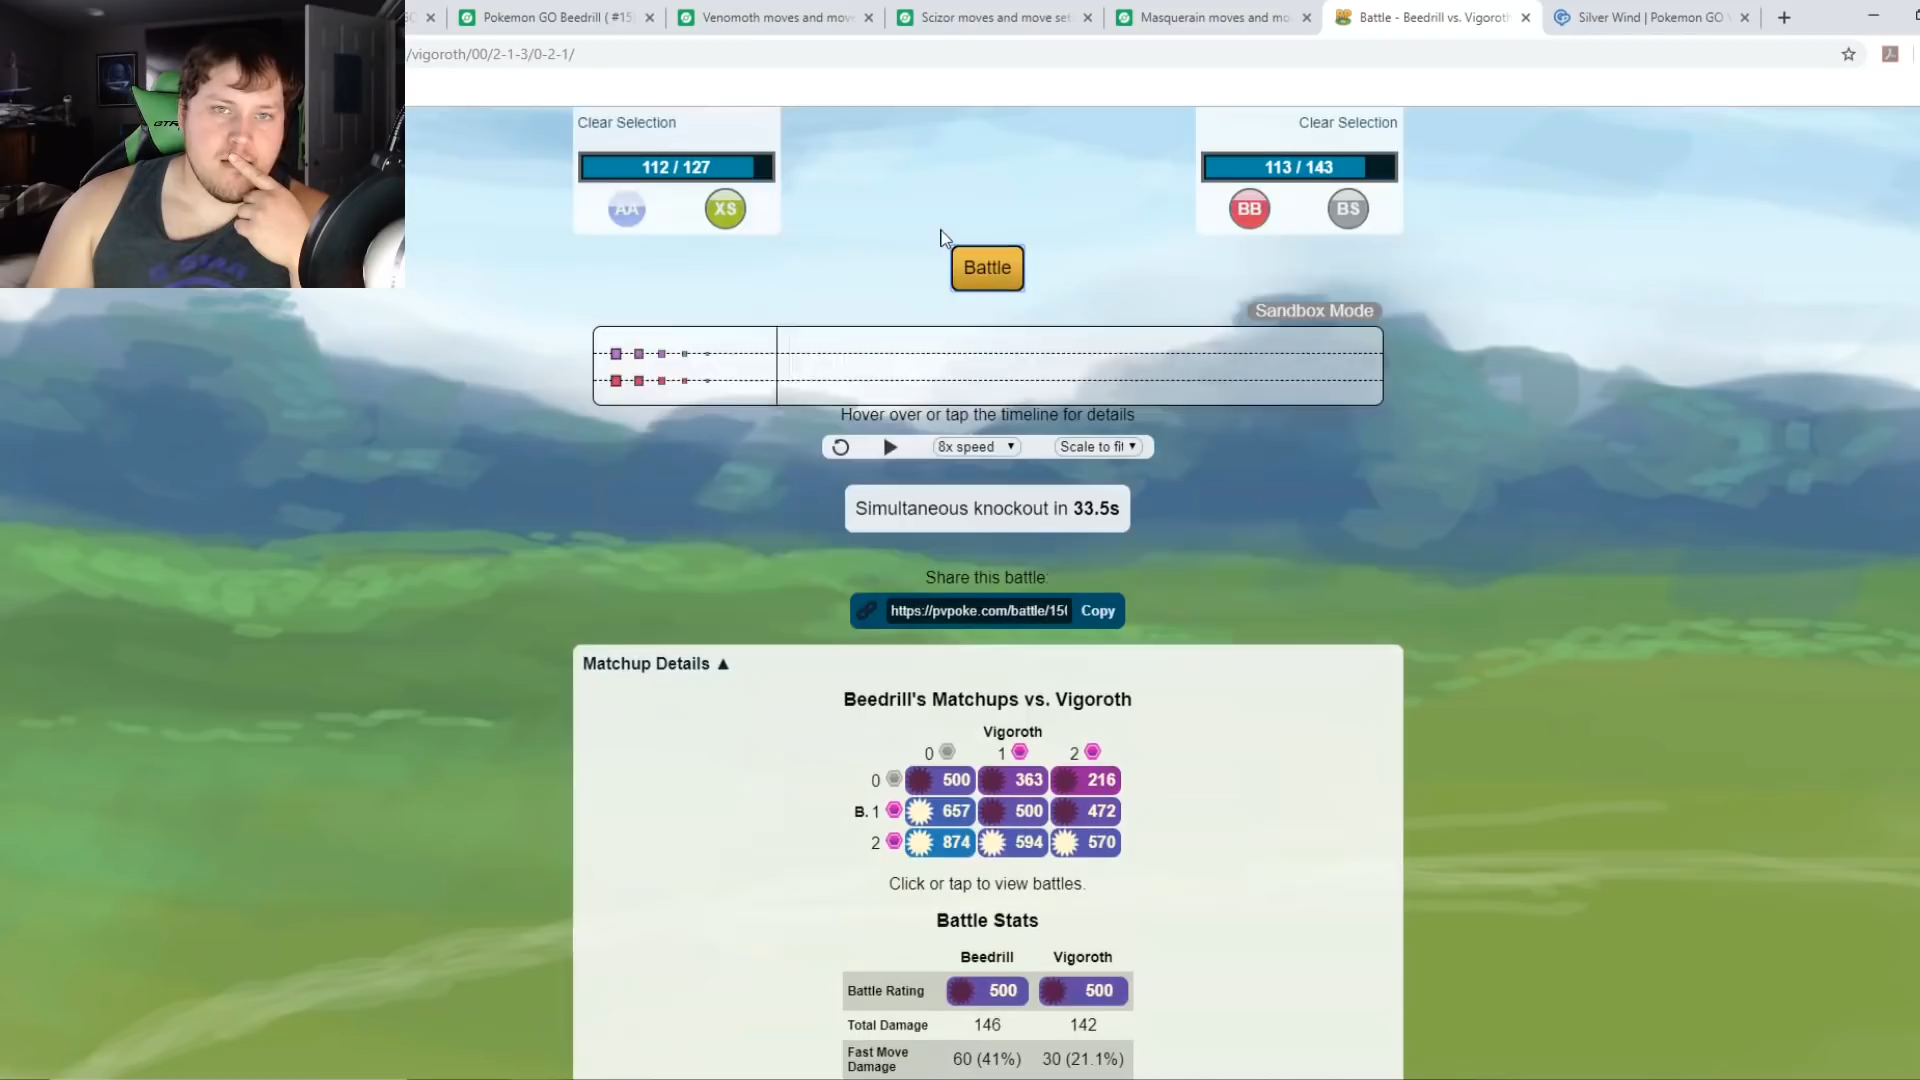 Pokemon GO Beedrill ( #15)
Venomoth moves and mov
Scizor moves and move set
Masquerain moves and mo
Battle - Beedrill vs. Vigoroth
Silver Wind | Pokemon GO
/vigoroth/00/2-1-3/0-2-1/
Clear Selection
Clear Selection
112 / 127
113 / 143
AA
XS
BB
BS
Battle
Sandbox Mode
Hover over or tap the timeline for details
8x speed
Scale to fit
Simultaneous knockout in 33.5s
Share this battle:
https://pvpoke.com/battle/150
Copy
Matchup Details ▲
Beedrill's Matchups vs. Vigoroth
Vigoroth
0 1 2
0 500 363 216
B. 1 657 500 472
2 874 594 570
Click or tap to view battles.
Battle Stats
Beedrill Vigoroth
Battle Rating 500 500
Total Damage 146 142
Fast Move
Damage 60 (41%) 30 (21.1%)
GTR